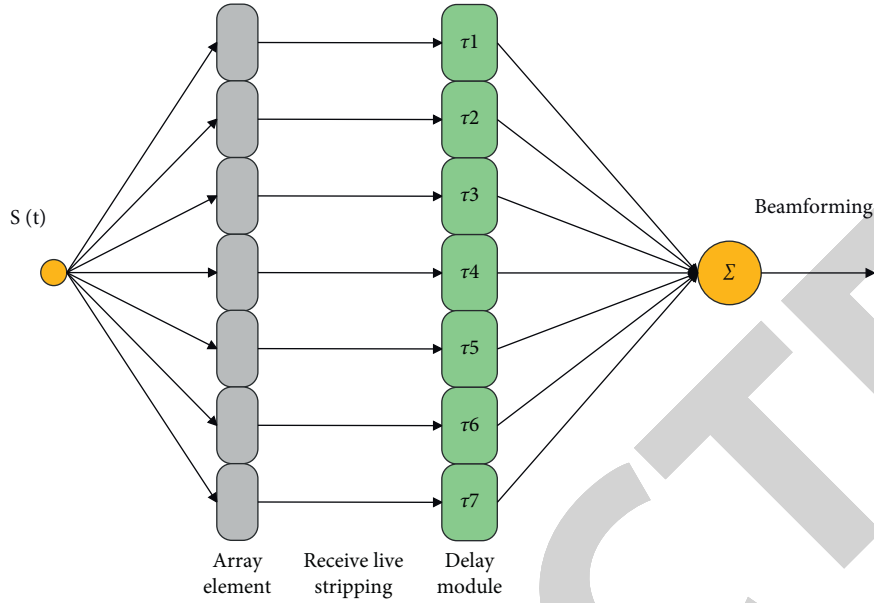 S (t)
τ1
τ2
τ3
τ4
τ5
τ6
τ7
Σ
Beamforming
Array
element
Receive live
stripping
Delay
module